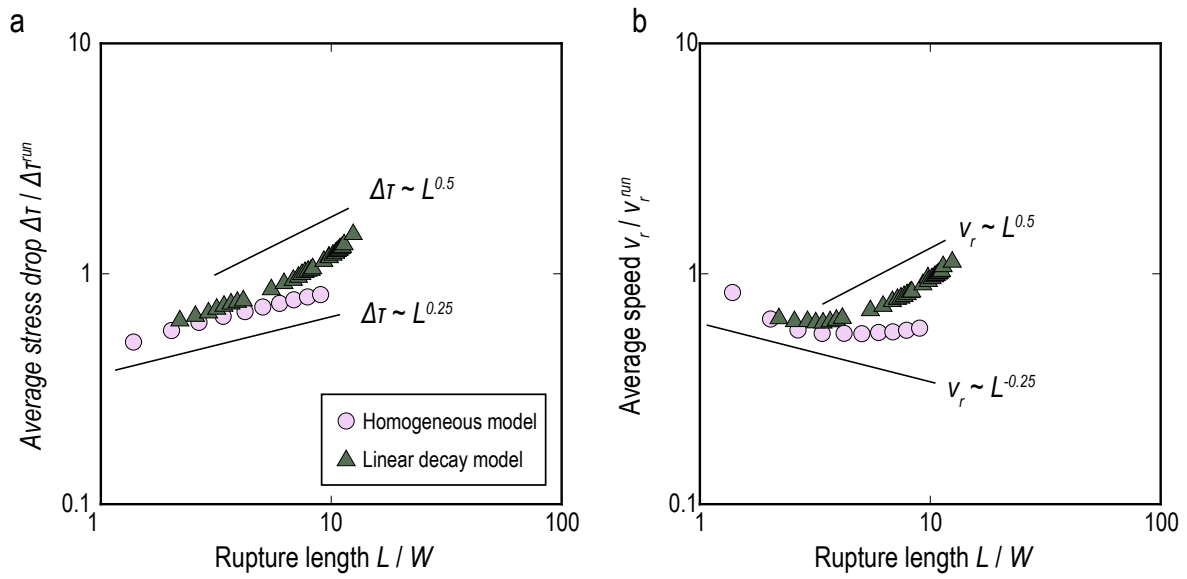 a
10
1
0.1
1
10
100
Average stress drop Δτ / Δτ^run
Rupture length L / W
Δτ ~ L^0.5
Δτ ~ L^0.25
Homogeneous model
Linear decay model
b
10
1
0.1
1
10
100
Average speed v_r / v_r^run
Rupture length L / W
v_r ~ L^0.5
v_r ~ L^-0.25